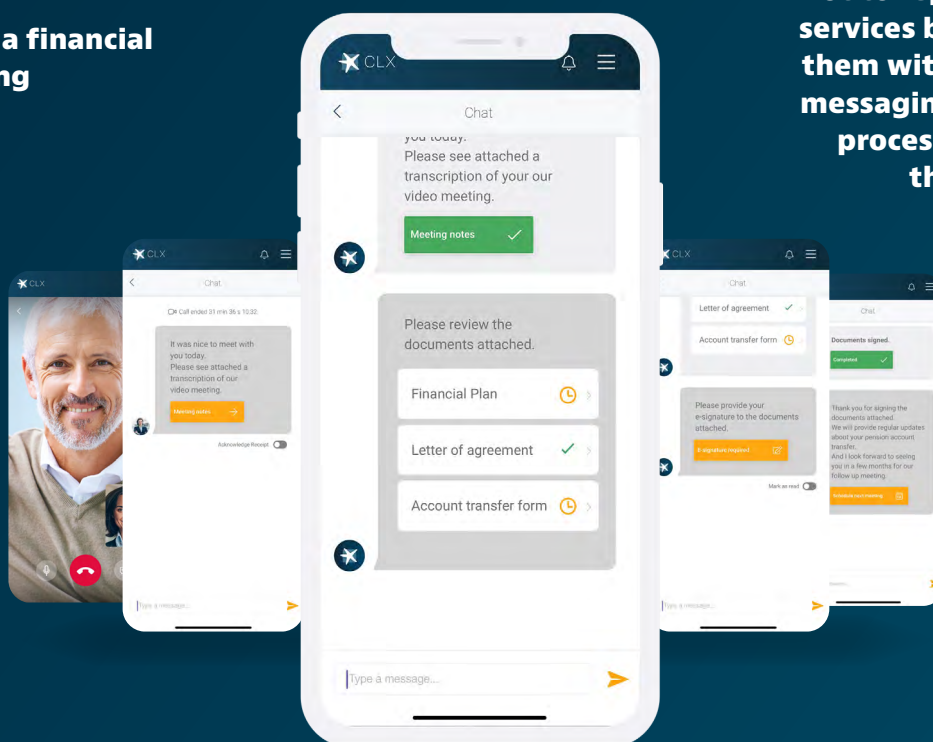 a financial
services b
them wit
messagin
proces
th
CLX
Chat
you today.
Please see attached a
transcription of your our
video meeting.
Meeting notes
Please review the
documents attached.
Financial Plan
Letter of agreement
Account transfer form
Type a message...
CLX
CLX
Chat
Call ended 31 min 36 s 10:32
It was nice to meet with
you today.
Please see attached a
transcription of our
video meeting.
Meeting notes
Acknowledge Receipt
Type a message...
CLX
Chat
Letter of agreement
Account transfer form
Please provide your
e-signature to the documents
attached.
E-signature required
Mark as read
Type a message...
Chat
Documents signed.
Completed
Thank you for signing the
documents attached.
We will provide regular updates
about your pension account
transfer.
And I look forward to seeing
you in a few months for our
follow up meeting.
Schedule next meeting